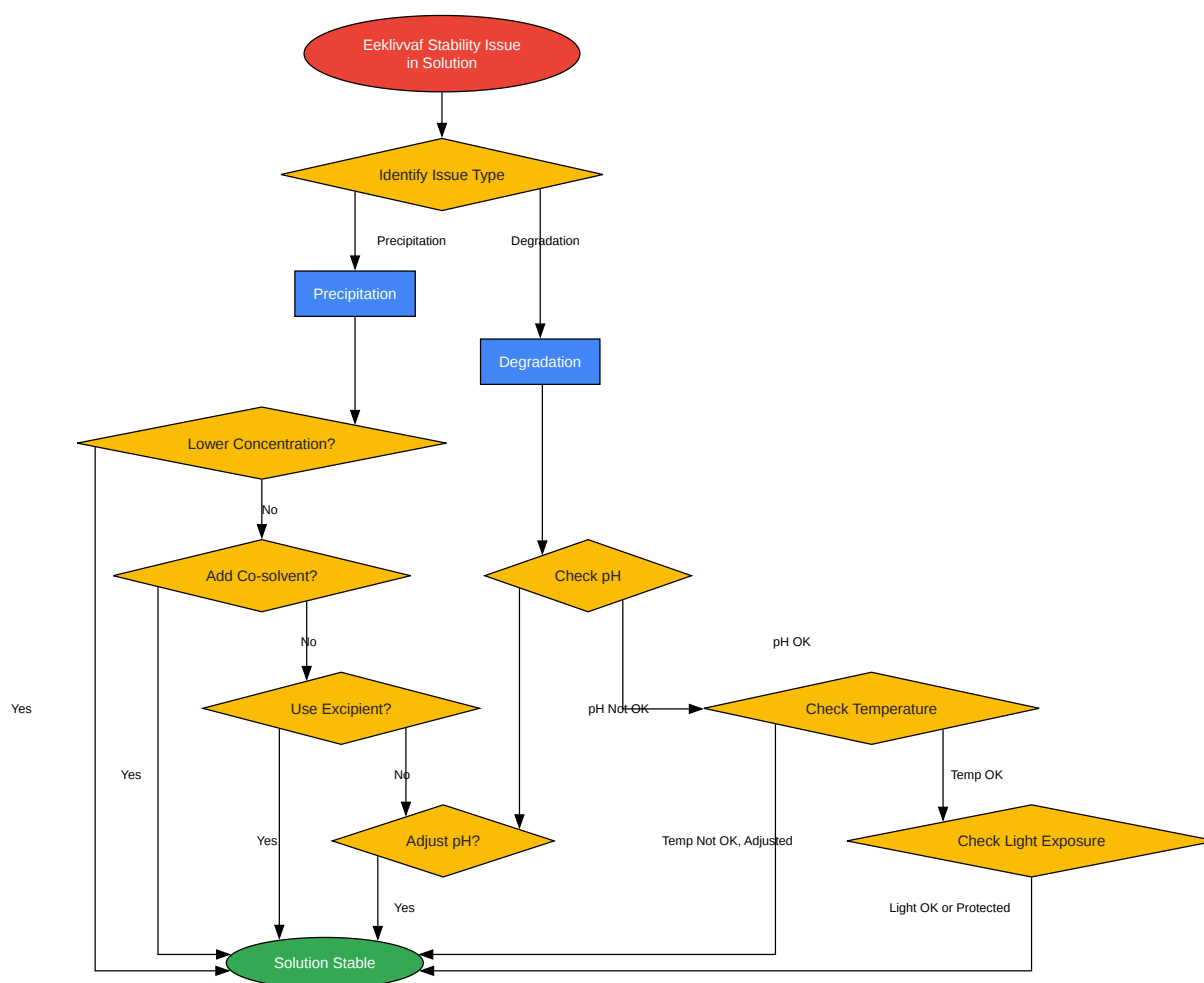 Eeklivvaf Stability Issue
in Solution
Identify Issue Type
Precipitation
Degradation
Precipitation
Degradation
Lower Concentration?
No
Add Co-solvent?
Check pH
No
pH OK
Yes
Use Excipient?
pH Not OK
Check Temperature
Yes
No
Temp OK
Yes
Adjust pH?
Temp Not OK, Adjusted
Check Light Exposure
Yes
Light OK or Protected
Solution Stable